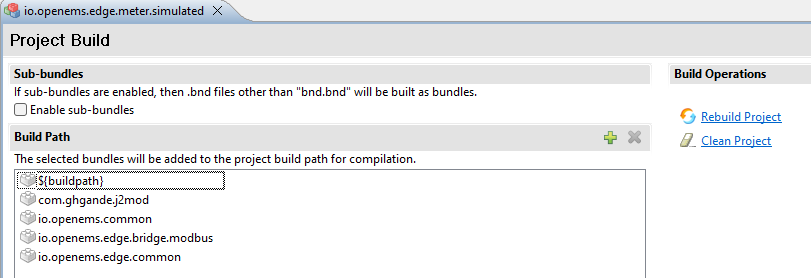 io.openems.edge.meter.simulated
Project Build
Sub-bundles
If sub-bundles are enabled, then .bnd files other than "bnd.bnd" will be built as bundles.
Enable sub-bundles
Build Path
The selected bundles will be added to the project build path for compilation.
${buildpath}
com.ghgande.j2mod
io.openems.common
io.openems.edge.bridge.modbus
io.openems.edge.common
Build Operations
Rebuild Project
Clean Project